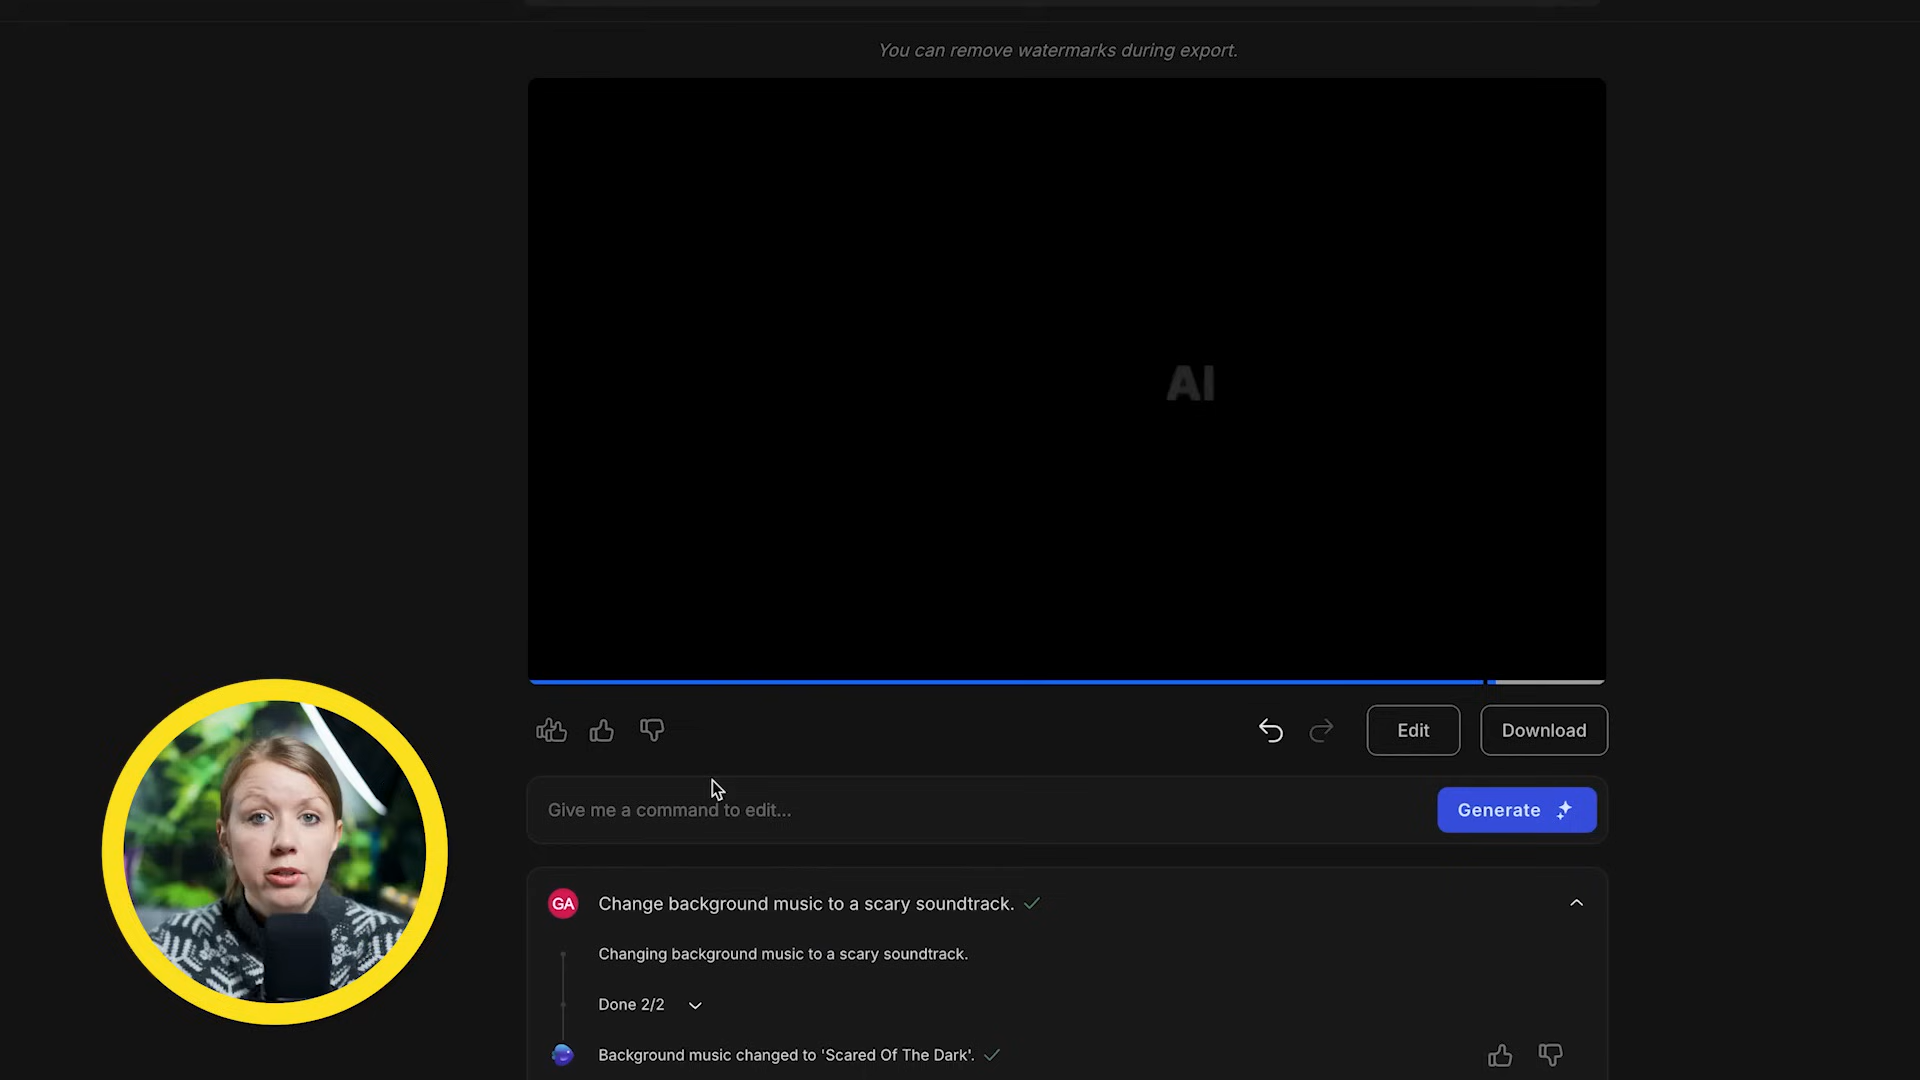 You can remove watermarks during export.
AI
Edit
Download
Give me a command to edit...
Generate
GA
Change background music to a scary soundtrack.
Changing background music to a scary soundtrack.
Done 2/2
Background music changed to 'Scared Of The Dark'.